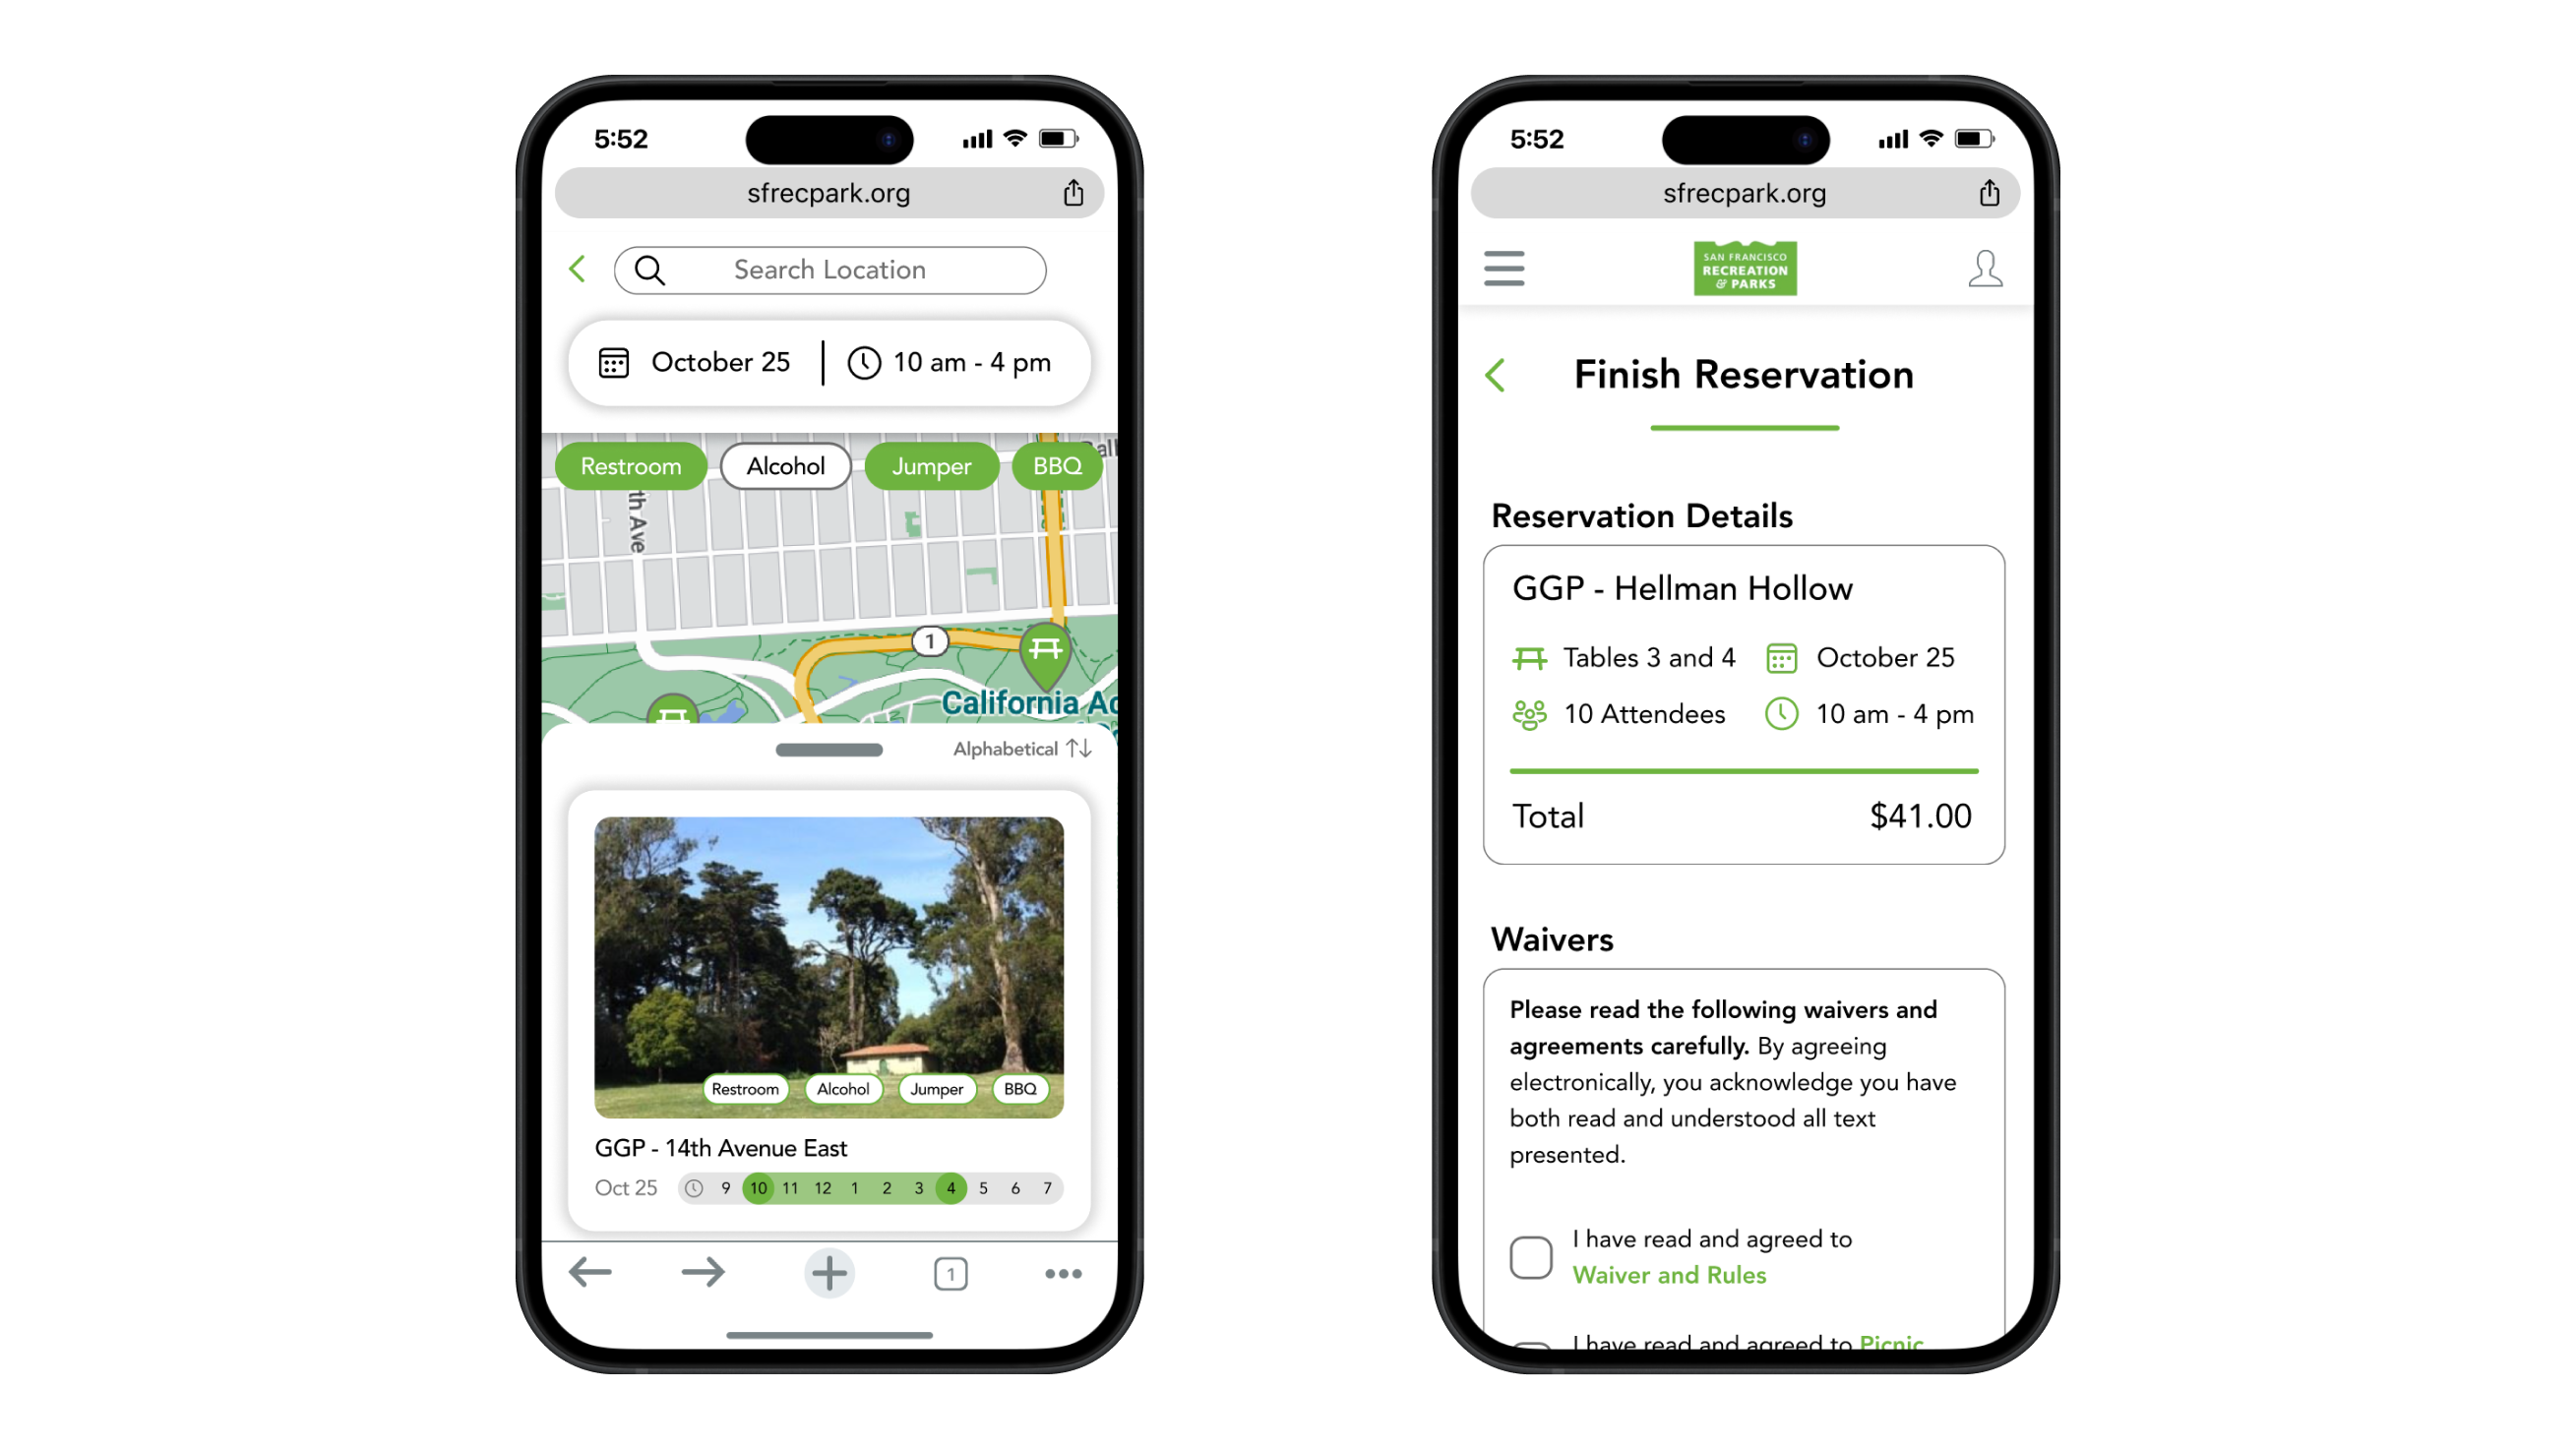 5:52
sfrecpark.org
Search Location
October 25
10 am - 4 pm
Restroom
Alcohol
Jumper
BBQ
th Ave
1
California Ac
Alphabetical
Restroom
Alcohol
Jumper
BBQ
GGP - 14th Avenue East
Oct 25
9 10 11 12 1 2 3 4 5 6 7
1
5:52
sfrecpark.org
SAN FRANCISCO
RECREATION
& PARKS
Finish Reservation
Reservation Details
GGP - Hellman Hollow
Tables 3 and 4
October 25
10 Attendees
10 am - 4 pm
Total
$41.00
Waivers
Please read the following waivers and
agreements carefully. By agreeing
electronically, you acknowledge you have
both read and understood all text
presented.
I have read and agreed to
Waiver and Rules
I have read and agreed to Picnic